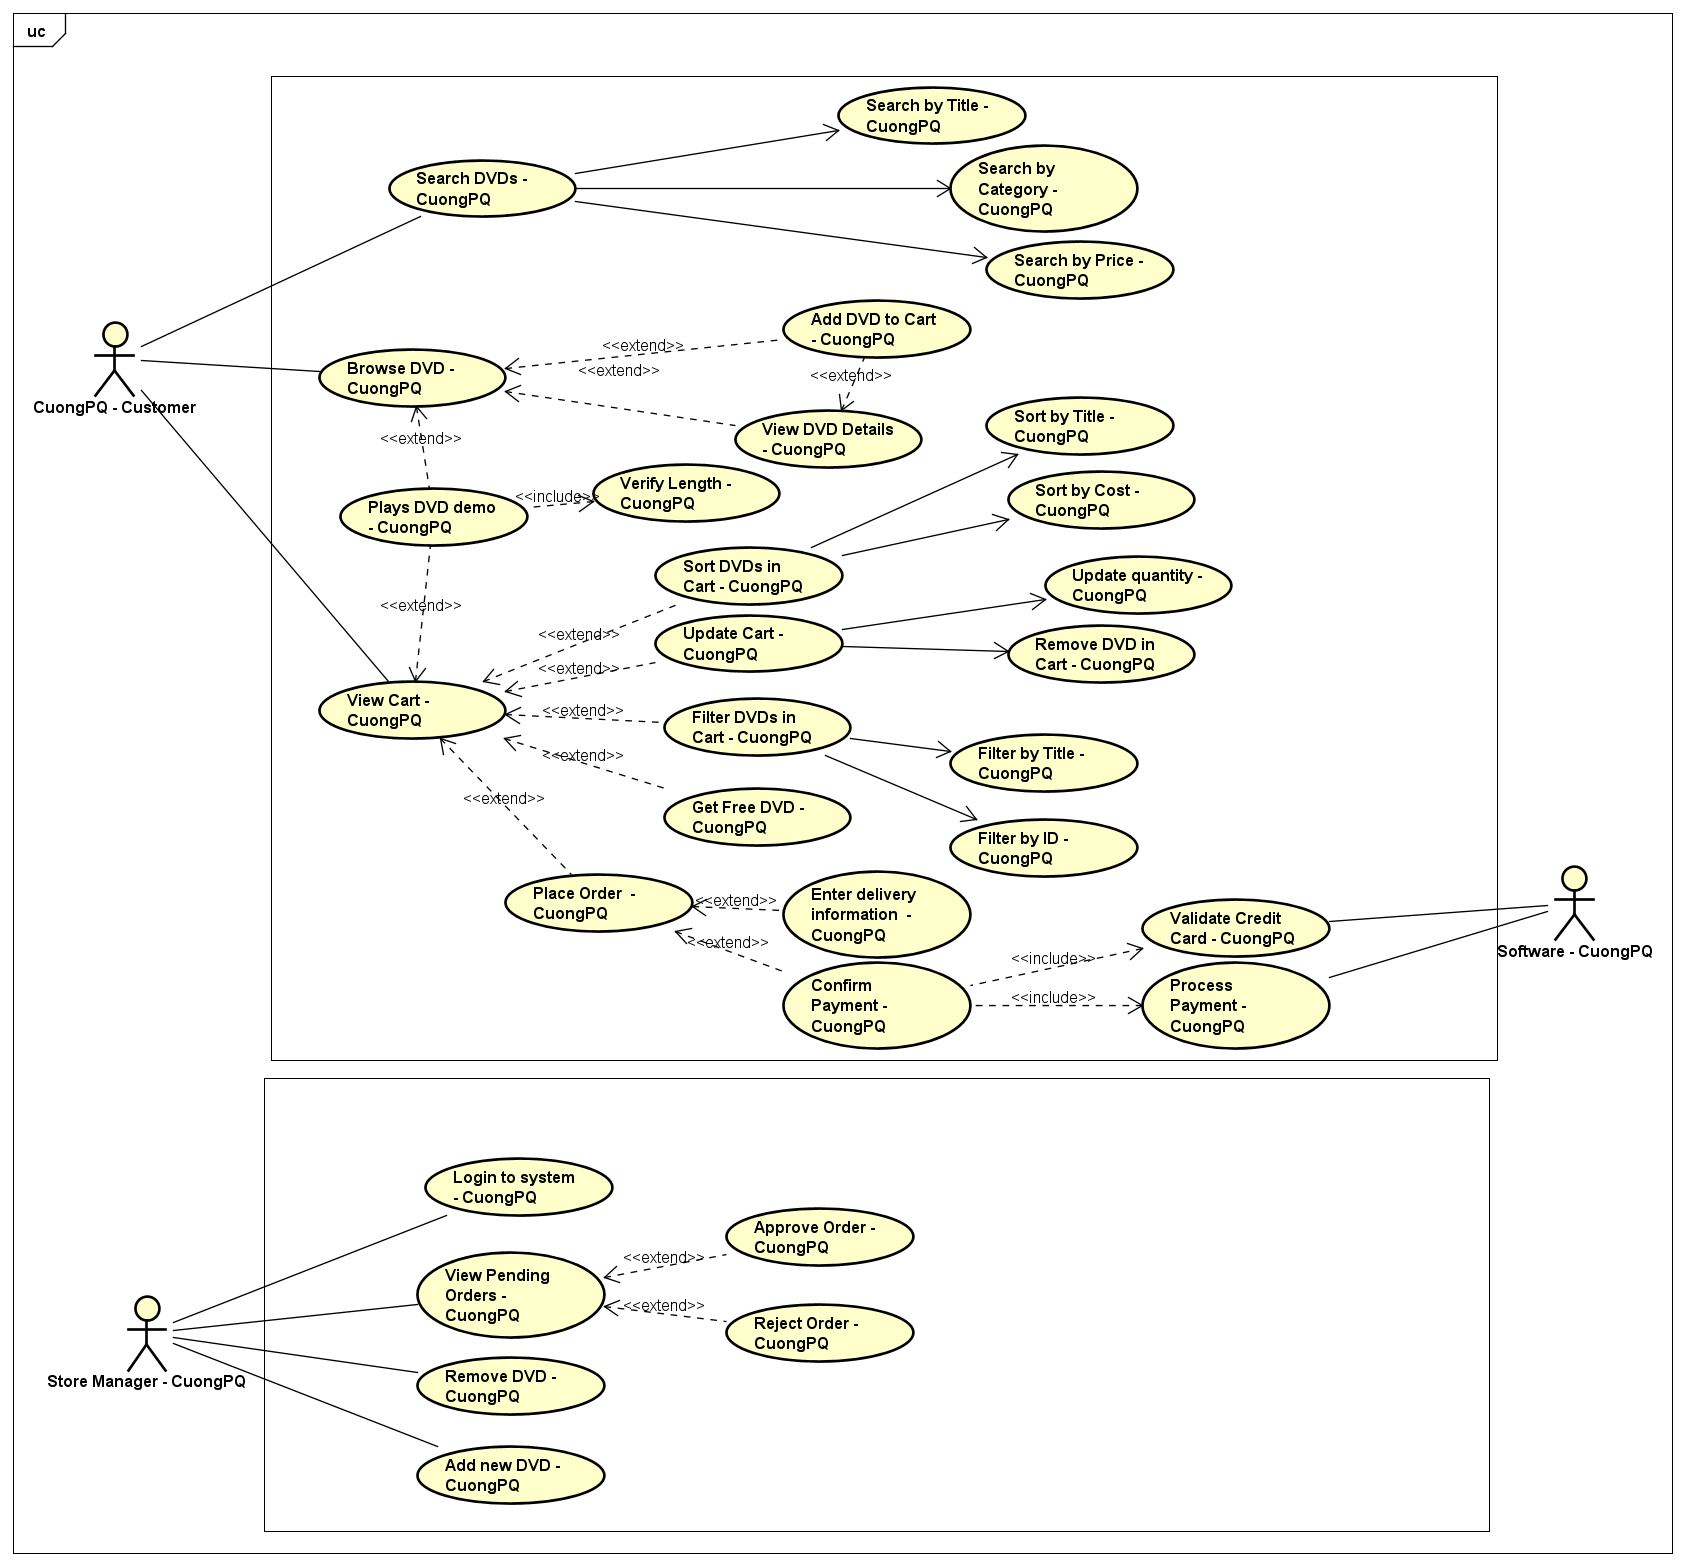 uc
Search by Title -
CuongPQ
Search DVDs -
CuongPQ
Search by
Category -
CuongPQ
Search by Price -
CuongPQ
CuongPQ - Customer
Browse DVD -
CuongPQ
<<extend>>
<<extend>>
Add DVD to Cart
- CuongPQ
<<extend>>
View DVD Details
- CuongPQ
<<extend>>
Plays DVD demo
- CuongPQ
<<include>>
Verify Length -
CuongPQ
Sort by Title -
CuongPQ
Sort by Cost -
CuongPQ
Sort DVDs in
Cart - CuongPQ
Update quantity -
CuongPQ
<<extend>>
<<extend>>
Update Cart -
CuongPQ
Remove DVD in
Cart - CuongPQ
<<extend>>
View Cart -
CuongPQ
<<extend>>
Filter DVDs in
Cart - CuongPQ
Filter by Title -
CuongPQ
<<extend>>
<<extend>>
Get Free DVD -
CuongPQ
Filter by ID -
CuongPQ
Place Order -
CuongPQ
<<extend>>
Enter delivery
information -
CuongPQ
<<extend>>
Validate Credit
Card - CuongPQ
Software - CuongPQ
<<include>>
Confirm
Payment -
CuongPQ
<<include>>
Process
Payment -
CuongPQ
Login to system
- CuongPQ
Approve Order -
CuongPQ
<<extend>>
View Pending
Orders -
CuongPQ
<<extend>>
Reject Order -
CuongPQ
Store Manager - CuongPQ
Remove DVD -
CuongPQ
Add new DVD -
CuongPQ